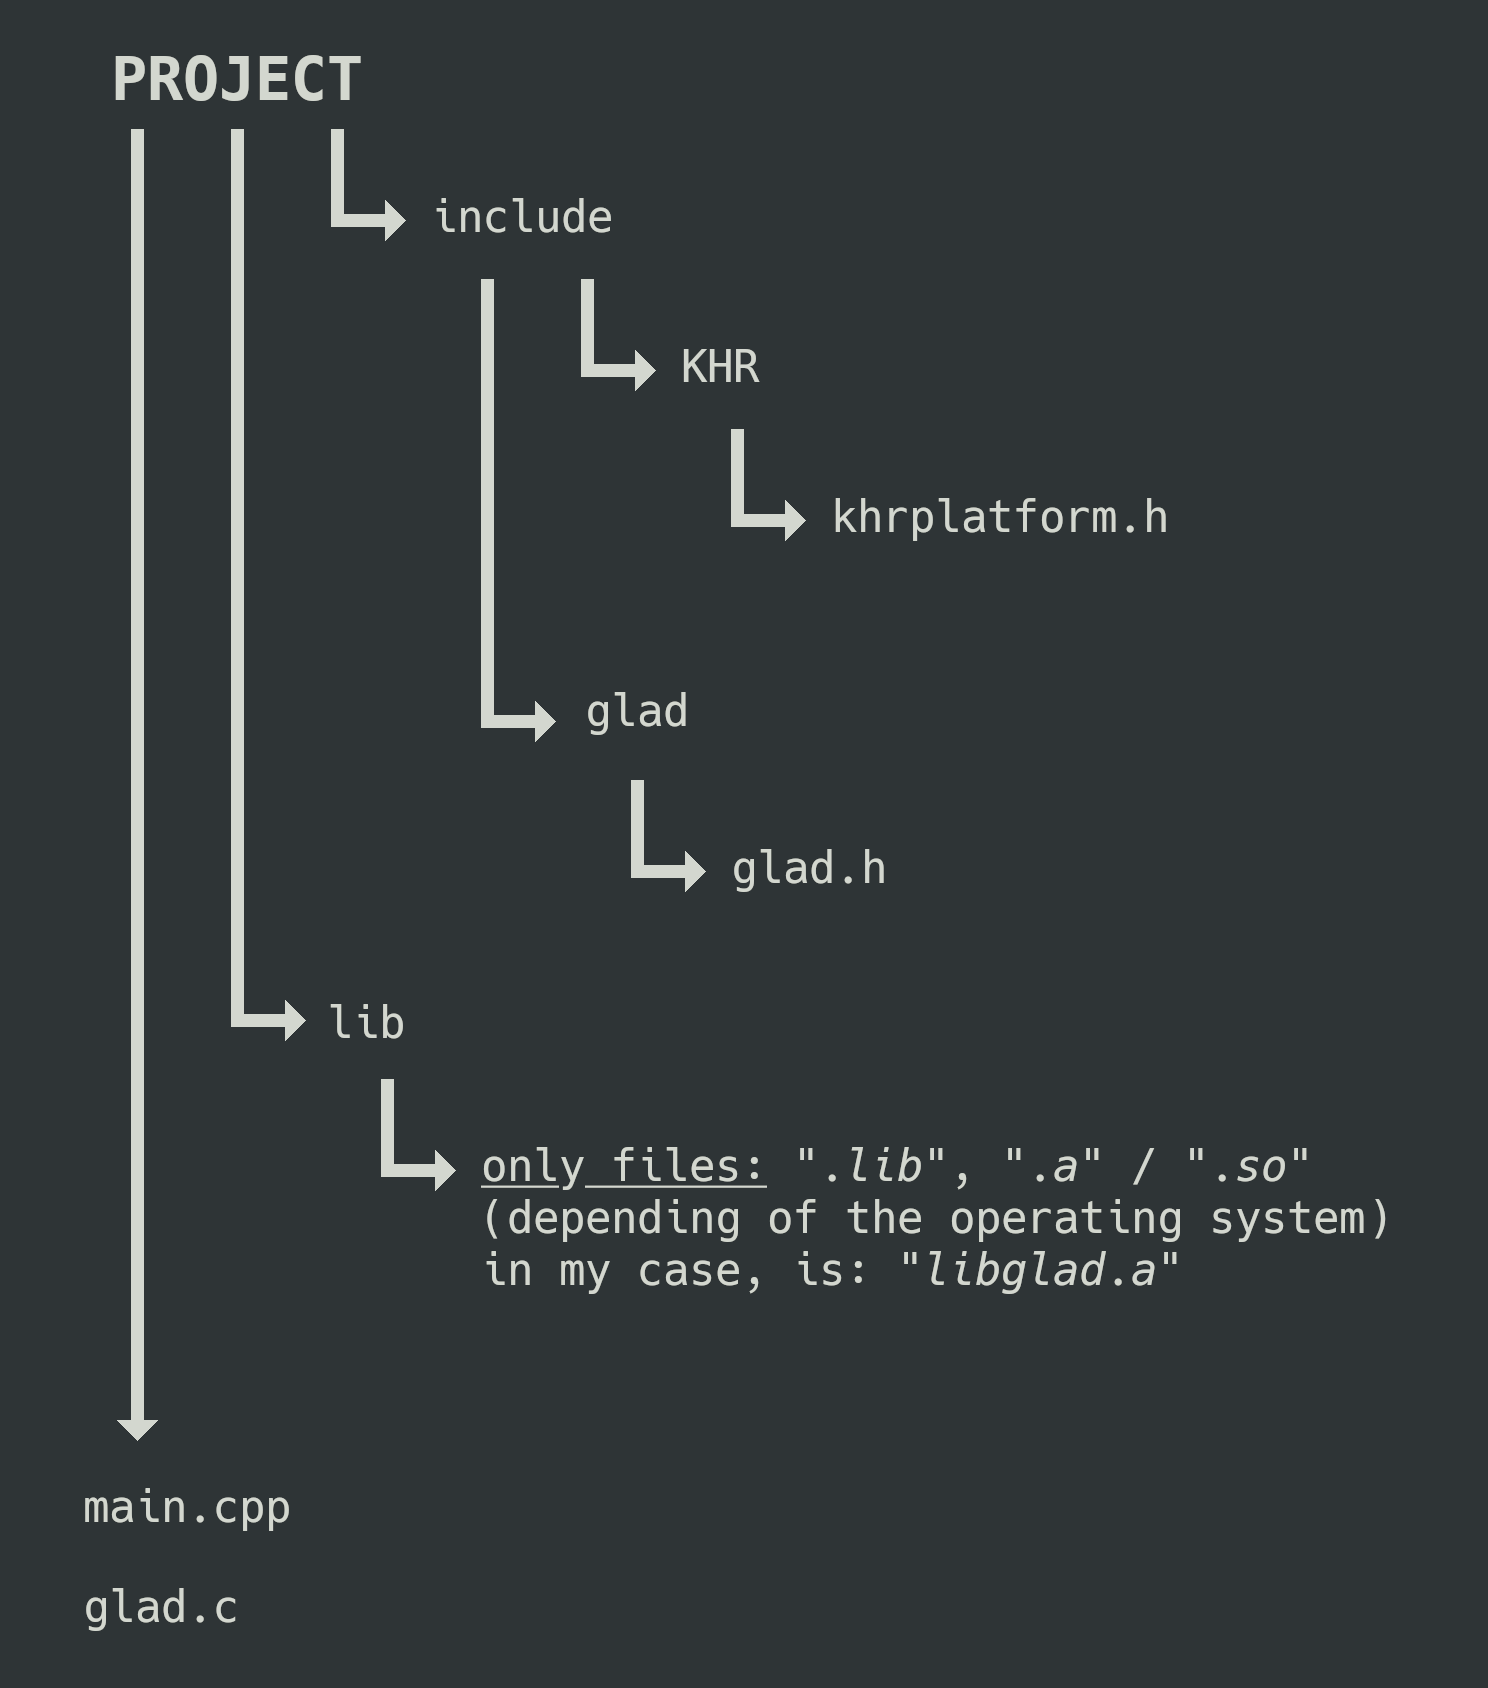 PROJECT
include
KHR
khrplatform.h
glad
glad.h
lib
only files: ".lib", ".a" / ".so"
(depending of the operating system)
in my case, is: "libglad.a"
main.cpp
glad.c